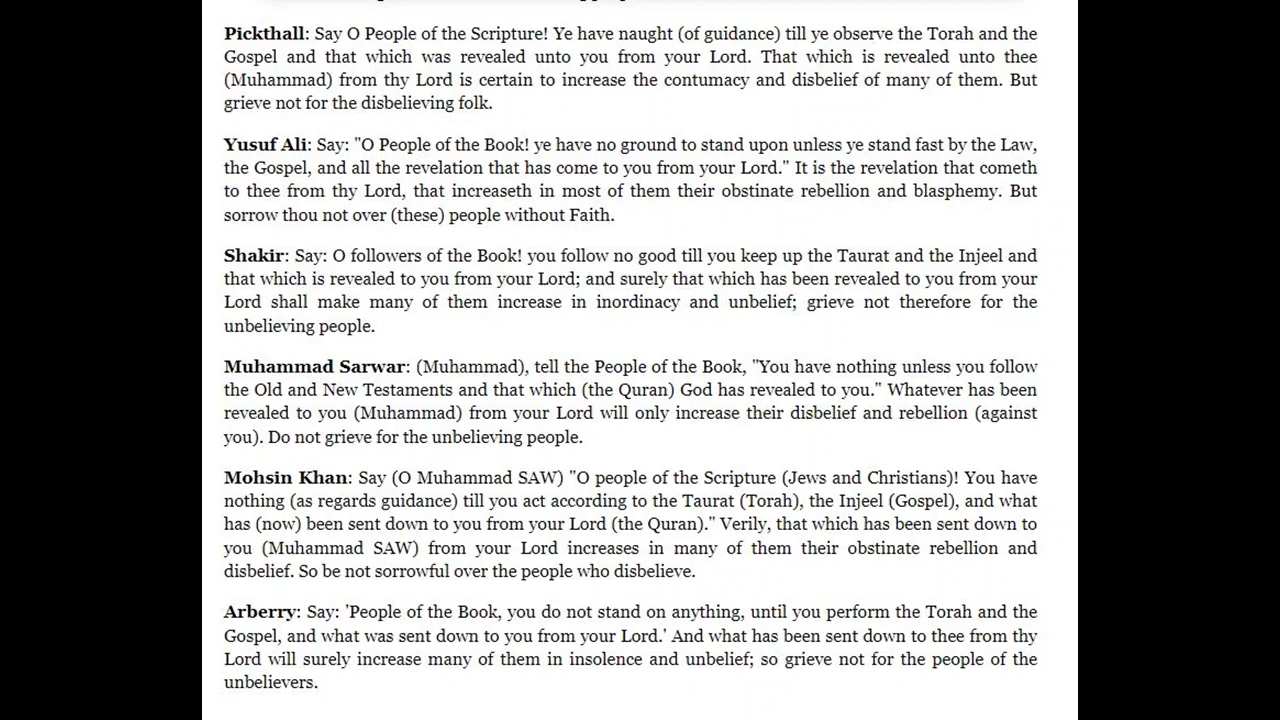 Pickthall: Say O People of the Scripture! Ye have naught (of guidance) till ye observe the Torah and the
Gospel and that which was revealed unto you from your Lord. That which is revealed unto thee
(Muhammad) from thy Lord is certain to increase the contumacy and disbelief of many of them. But
grieve not for the disbelieving folk.
Yusuf Ali: Say: "O People of the Book! ye have no ground to stand upon unless ye stand fast by the Law,
the Gospel, and all the revelation that has come to you from your Lord." It is the revelation that cometh
to thee from thy Lord, that increaseth in most of them their obstinate rebellion and blasphemy. But
sorrow thou not over (these) people without Faith.
Shakir: Say: O followers of the Book! you follow no good till you keep up the Taurat and the Injeel and
that which is revealed to you from your Lord; and surely that which has been revealed to you from your
Lord shall make many of them increase in inordinacy and unbelief; grieve not therefore for the
unbelieving people.
Muhammad Sarwar: (Muhammad), tell the People of the Book, "You have nothing unless you follow
the Old and New Testaments and that which (the Quran) God has revealed to you." Whatever has been
revealed to you (Muhammad) from your Lord will only increase their disbelief and rebellion (against
you). Do not grieve for the unbelieving people.
Mohsin Khan: Say (O Muhammad SAW) "O people of the Scripture (Jews and Christians)! You have
nothing (as regards guidance) till you act according to the Taurat (Torah), the Injeel (Gospel), and what
has (now) been sent down to you from your Lord (the Quran)." Verily, that which has been sent down to
you (Muhammad SAW) from your Lord increases in many of them their obstinate rebellion and
disbelief. So be not sorrowful over the people who disbelieve.
Arberry: Say: 'People of the Book, you do not stand on anything, until you perform the Torah and the
Gospel, and what was sent down to you from your Lord.' And what has been sent down to thee from thy
Lord will surely increase many of them in insolence and unbelief; so grieve not for the people of the
unbelievers.